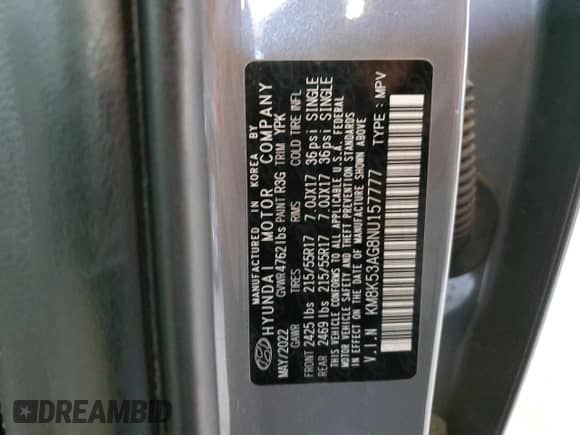 MANUFACTURED IN KOREA BY
HYUNDAI MOTOR COMPANY
MAY/2022 GVWR 4762 lbs PAINT R3G TRIM YPK
GAWR TIRES RIMS COLD TIRE INFL
FRONT 2425 lbs 215/55R17 7.0JX17 36psi SINGLE
REAR 2469 lbs 215/55R17 7.0JX17 36psi SINGLE
THIS VEHICLE CONFORMS TO ALL APPLICABLE U.S.A. FEDERAL
MOTOR VEHICLE SAFETY AND THEFT PREVENTION STANDARDS
IN EFFECT ON THE DATE OF MANUFACTURE SHOWN ABOVE
V.I.N KM8K53AG8NU157777 TYPE : MPV
DREAMBID